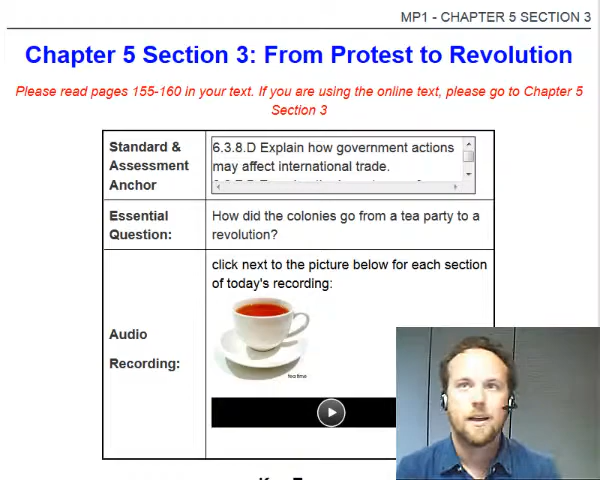 MP1 - CHAPTER 5 SECTION 3
Chapter 5 Section 3: From Protest to Revolution
Please read pages 155-160 in your text. If you are using the online text, please go to Chapter 5
Section 3
Standard &
Assessment
Anchor
6.3.8.D Explain how government actions
may affect international trade.
Essential
Question:
How did the colonies go from a tea party to a
revolution?
click next to the picture below for each section
of today's recording:
Audio
Recording:
tea time